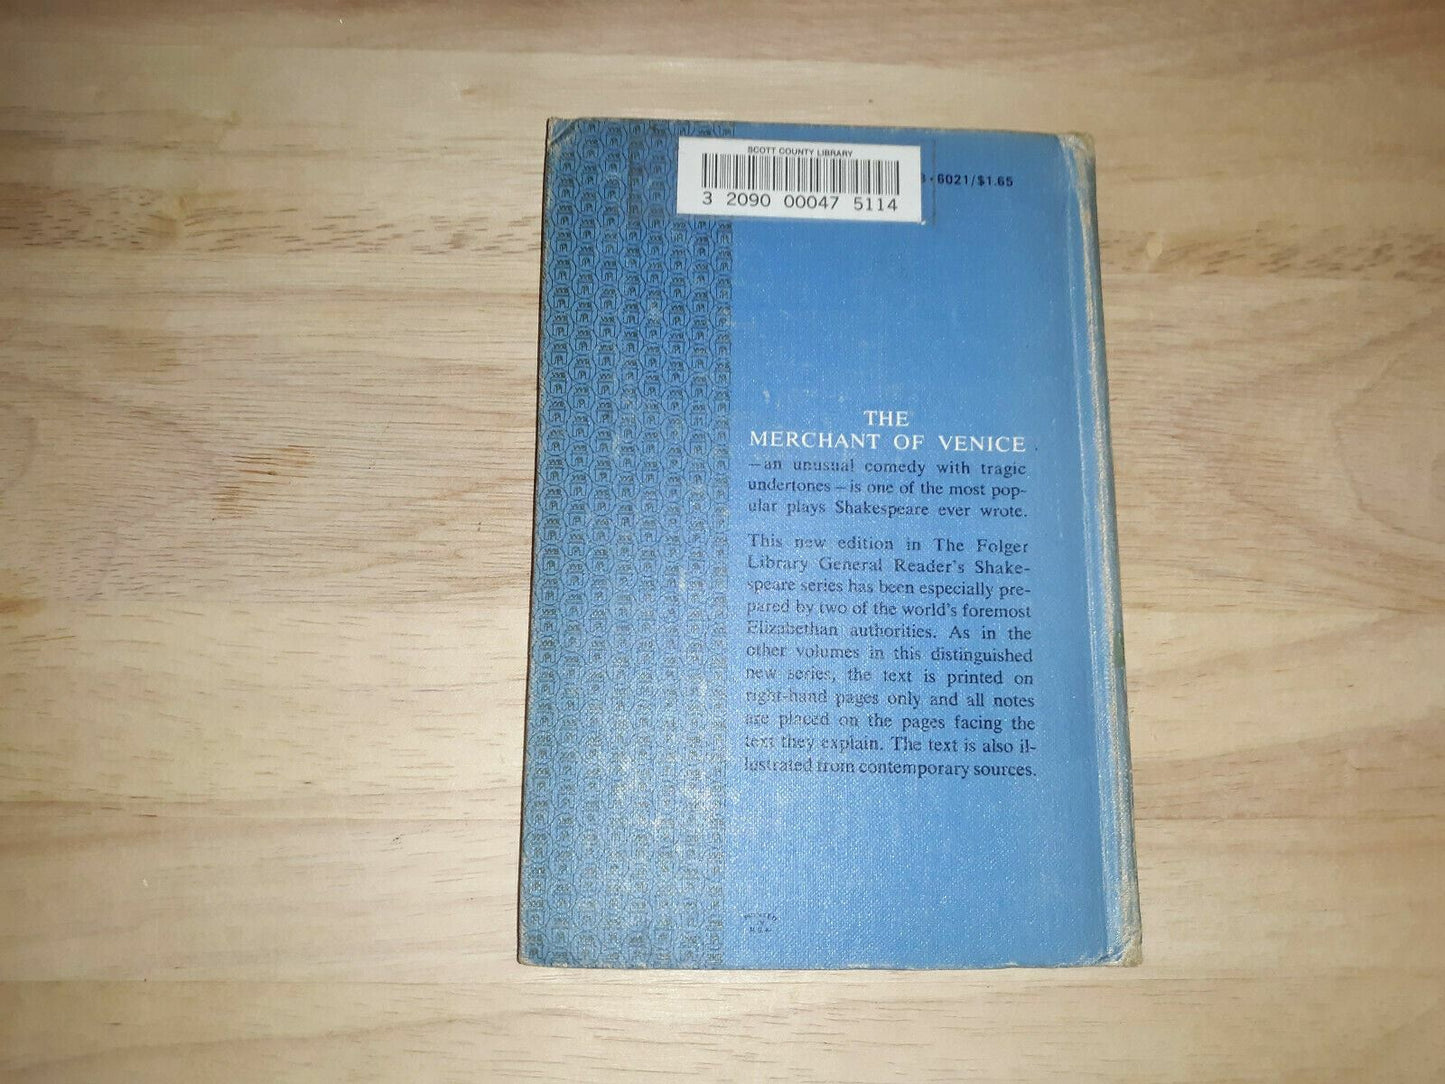 SCOTT COUNTY LIBRARY
3 2090 00047 5114
6021/$1.65
THE
MERCHANT OF VENICE
—an unusual comedy with tragic
undertones—is one of the most pop-
ular plays Shakespeare ever wrote.
This new edition in The Folger
Library General Reader's Shake-
speare series has been especially pre-
pared by two of the world's foremost
Elizabethan authorities. As in the
other volumes in this distinguished
new series, the text is printed on
right-hand pages only and all notes
are placed on the pages facing the
text they explain. The text is also il-
lustrated from contemporary sources.
PRINTED
IN
U.S.A.